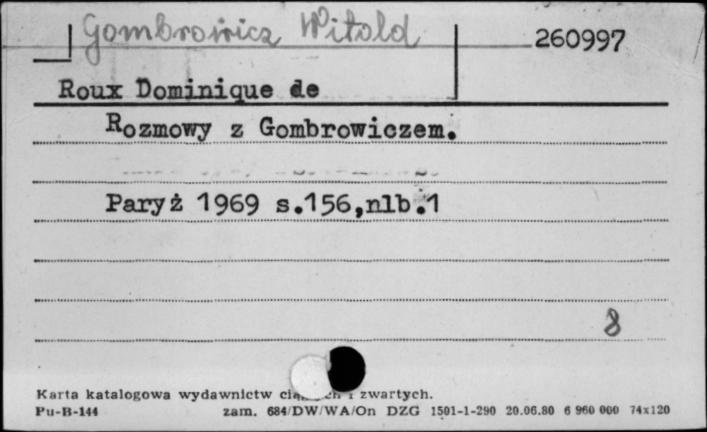 Gombrowicz Witold
260997
Roux Dominique de
Rozmowy z Gombrowiczem.
Paryż 1969 s.156,nlb.1
8
Karta katalogowa wydawnictw i zwartych.
Pu-B-144 zam. 684/DW/WA/On DZG 1501-1-290 20.06.80 6 960 000 74x120